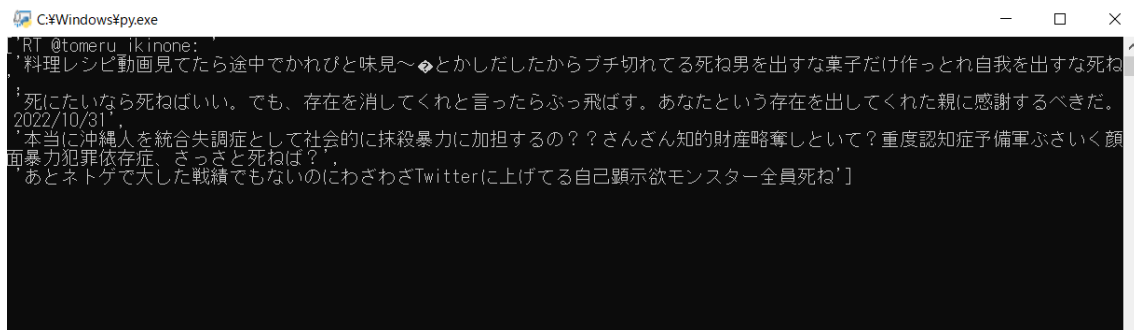 C:¥Windows¥py.exe
['RT @tomeru_ikinone: '
'料理レシピ動画見てたら途中でかれぴと味見〜�とかしだしたからブチ切れてる死ね男を出すな菓子だけ作っとれ自我を出すな死ね
',
'死にたいなら死ねばいい。でも、存在を消してくれと言ったらぶっ飛ばす。あなたという存在を出してくれた親に感謝するべきだ。
2022/10/31',
'本当に沖縄人を統合失調症として社会的に抹殺暴力に加担するの？？さんざん知的財産略奪しといて？重度認知症予備軍ぶさいく顔
面暴力犯罪依存症、さっさと死ねば？',
'あとネトゲで大した戦績でもないのにわざわざTwitterに上げてる自己顕示欲モンスター全員死ね']